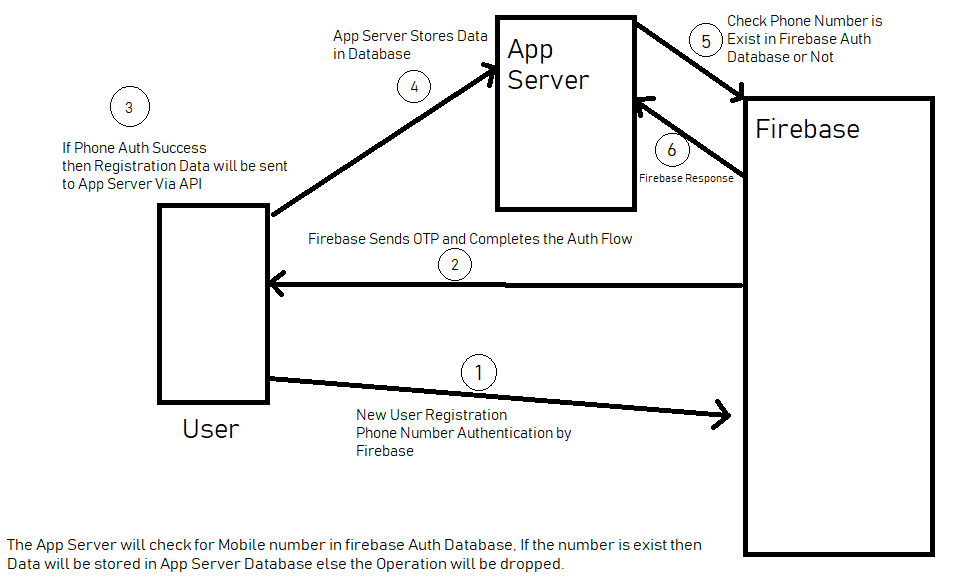 App Server Stores Data
in Database
4
App
Server
5
Check Phone Number is
Exist in Firebase Auth
Database or Not
3
If Phone Auth Success
then Registration Data will be sent
to App Server Via API
Firebase
6
Firebase Response
Firebase Sends OTP and Completes the Auth Flow
2
1
New User Registration
Phone Number Authentication by
Firebase
User
The App Server will check for Mobile number in firebase Auth Database, If the number is exist then
Data will be stored in App Server Database else the Operation will be dropped.